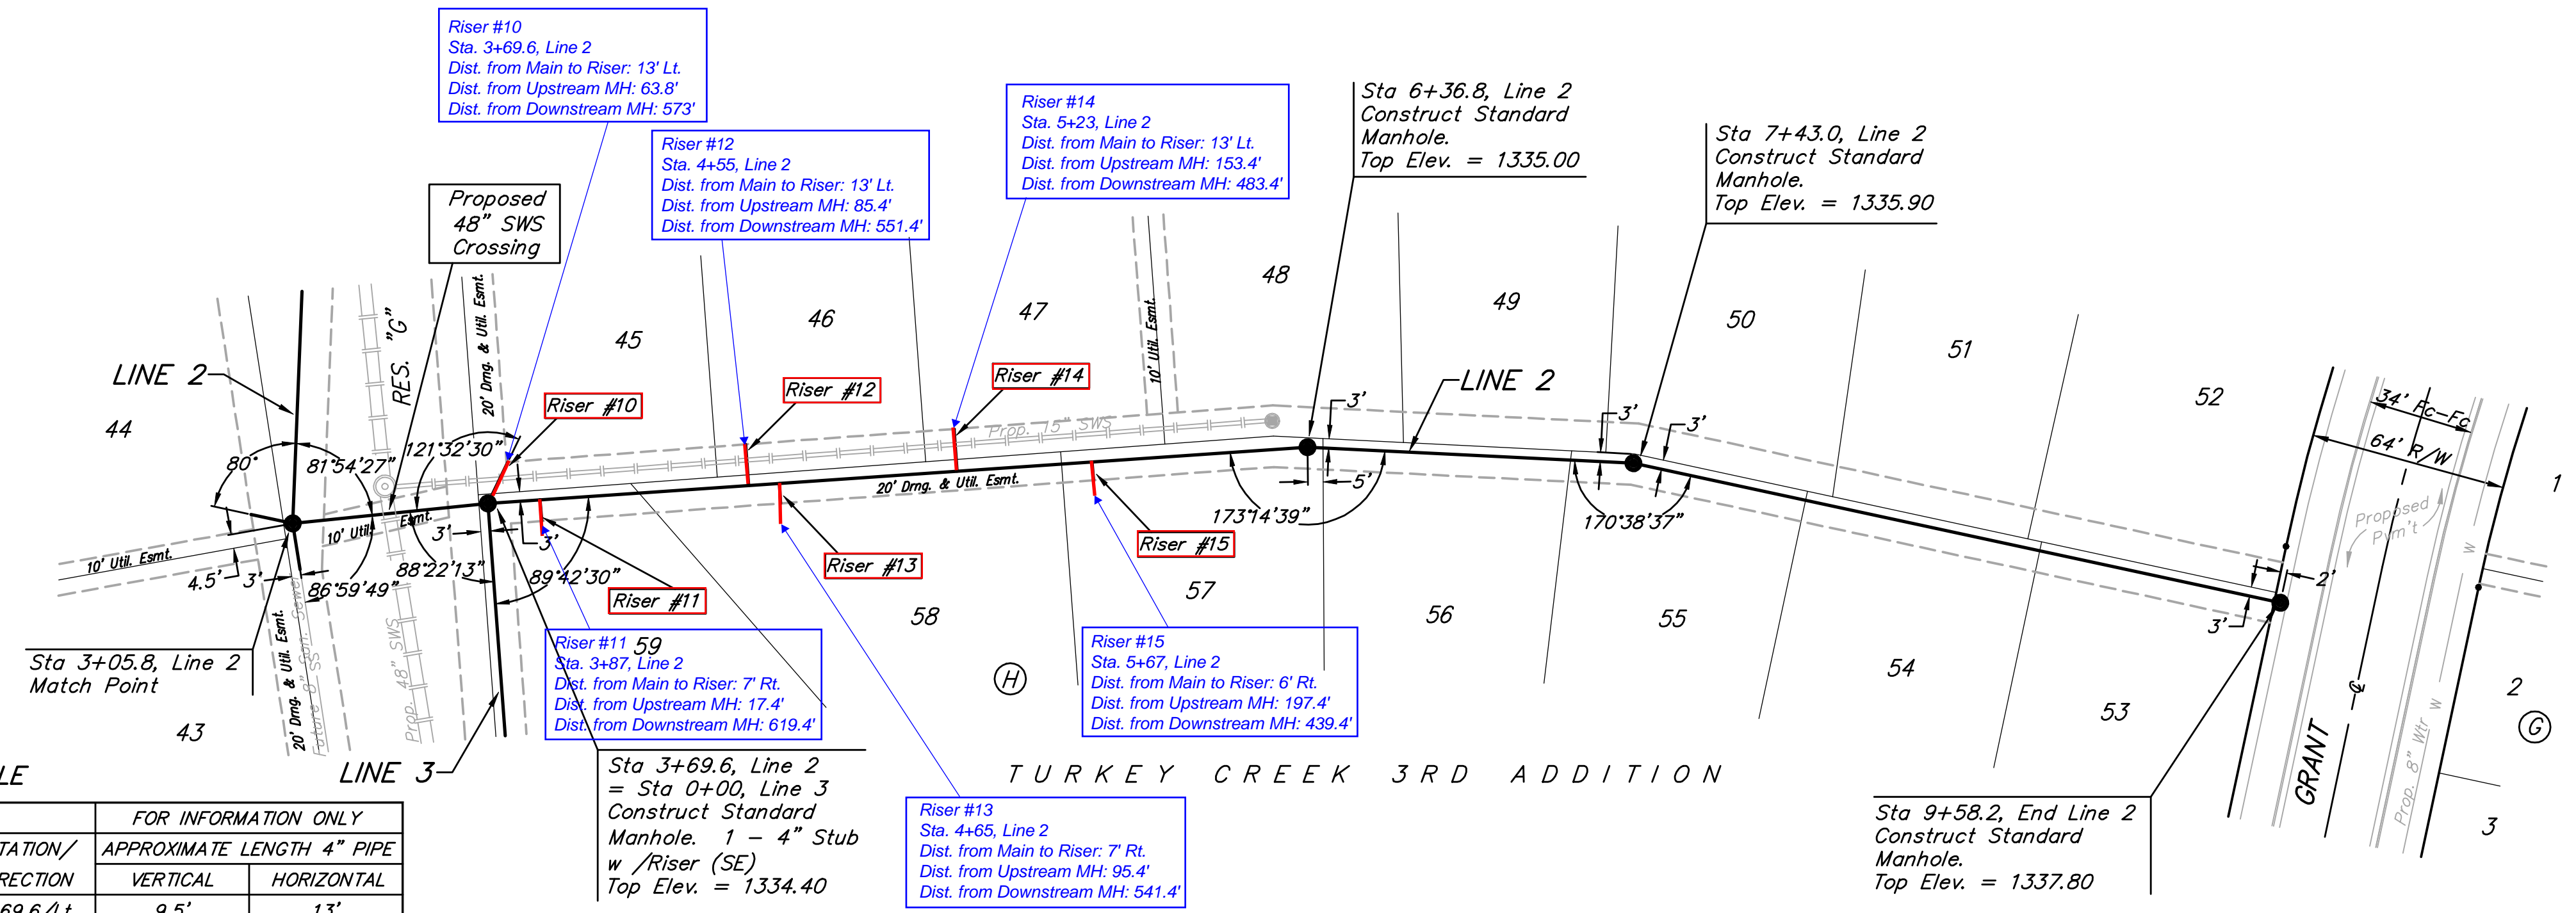 Riser #10
Sta. 3+69.6, Line 2
Dist. from Main to Riser: 13' Lt.
Dist. from Upstream MH: 63.8'
Dist. from Downstream MH: 573'
Riser #12
Sta. 4+55, Line 2
Dist. from Main to Riser: 13' Lt.
Dist. from Upstream MH: 85.4'
Dist. from Downstream MH: 551.4'
Riser #14
Sta. 5+23, Line 2
Dist. from Main to Riser: 13' Lt.
Dist. from Upstream MH: 153.4'
Dist. from Downstream MH: 483.4'
Sta 6+36.8, Line 2
Construct Standard
Manhole.
Top Elev. = 1335.00
Sta 7+43.0, Line 2
Construct Standard
Manhole.
Top Elev. = 1335.90
Proposed
48" SWS
Crossing
LINE 2
44
RES. "G"
20' Drng. & Util. Esmt.
45
46
47
10' Util. Esmt.
48
49
50
51
52
LINE 2
Riser #10
Riser #12
Riser #14
Prop. 15" SWS
80°
81°54'27"
121°32'30"
3'
3'
3'
5'
34' Fc-Fc
64' R/W
1
Proposed
Pvm't
W
20' Drng. & Util. Esmt.
173°14'39"
170°38'37"
10' Util. Esmt.
10' Util. Esmt.
4.5'
3'
86°59'49"
88°22'13"
3'
3'
89°42'30"
Riser #11
Riser #13
Riser #15
2'
3'
20' Drng. & Util. Esmt.
Future 8" SS San. Sewer
Prop. 48" SWS
59
58
57
56
55
54
53
H
43
Sta 3+05.8, Line 2
Match Point
Riser #11
Sta. 3+87, Line 2
Dist. from Main to Riser: 7' Rt.
Dist. from Upstream MH: 17.4'
Dist. from Downstream MH: 619.4'
Riser #15
Sta. 5+67, Line 2
Dist. from Main to Riser: 6' Rt.
Dist. from Upstream MH: 197.4'
Dist. from Downstream MH: 439.4'
LINE 3
Sta 3+69.6, Line 2
= Sta 0+00, Line 3
Construct Standard
Manhole. 1 - 4" Stub
w /Riser (SE)
Top Elev. = 1334.40
Riser #13
Sta. 4+65, Line 2
Dist. from Main to Riser: 7' Rt.
Dist. from Upstream MH: 95.4'
Dist. from Downstream MH: 541.4'
TURKEY CREEK 3RD ADDITION
Sta 9+58.2, End Line 2
Construct Standard
Manhole.
Top Elev. = 1337.80
GRANT
℄
Prop. 8" Wtr W
W
2
G
3
LE
FOR INFORMATION ONLY
TATION/
APPROXIMATE LENGTH 4" PIPE
RECTION
VERTICAL
HORIZONTAL
69.6/Lt
9.5'
13'